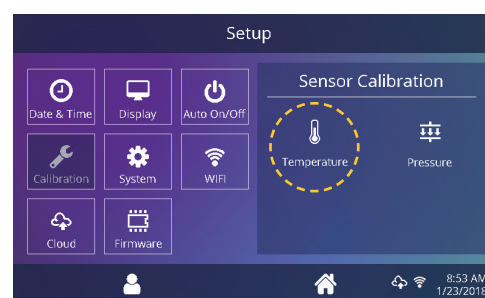 Setup
Sensor Calibration
Date & Time
Display
Auto On/Off
Temperature
Pressure
Calibration
System
WIFI
Cloud
Firmware
8:53 AM
1/23/2018